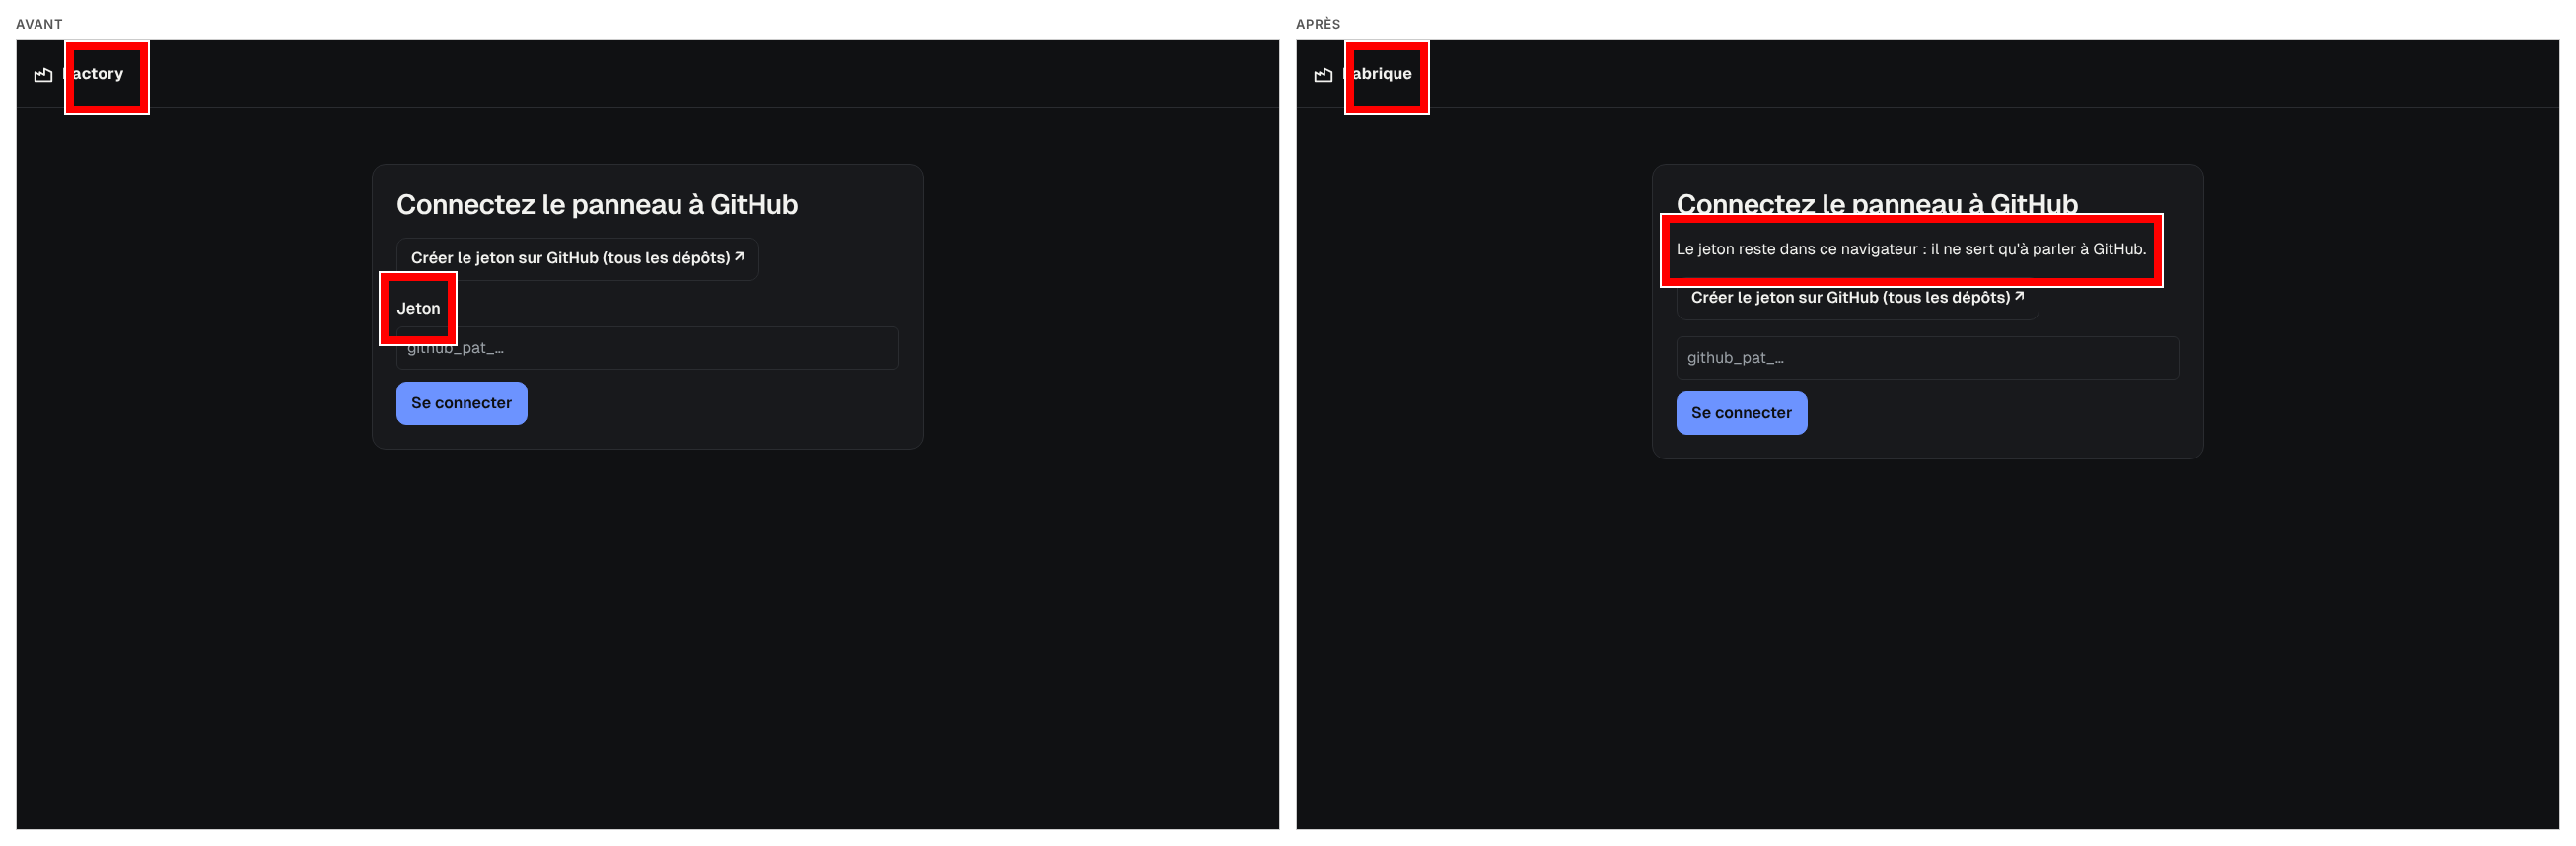 AVANT
Factory
Connectez le panneau à GitHub
Créer le jeton sur GitHub (tous les dépôts) ↗
Jeton
github_pat_…
Se connecter
APRÈS
Fabrique
Connectez le panneau à GitHub
Le jeton reste dans ce navigateur : il ne sert qu'à parler à GitHub.
Créer le jeton sur GitHub (tous les dépôts) ↗
github_pat_…
Se connecter